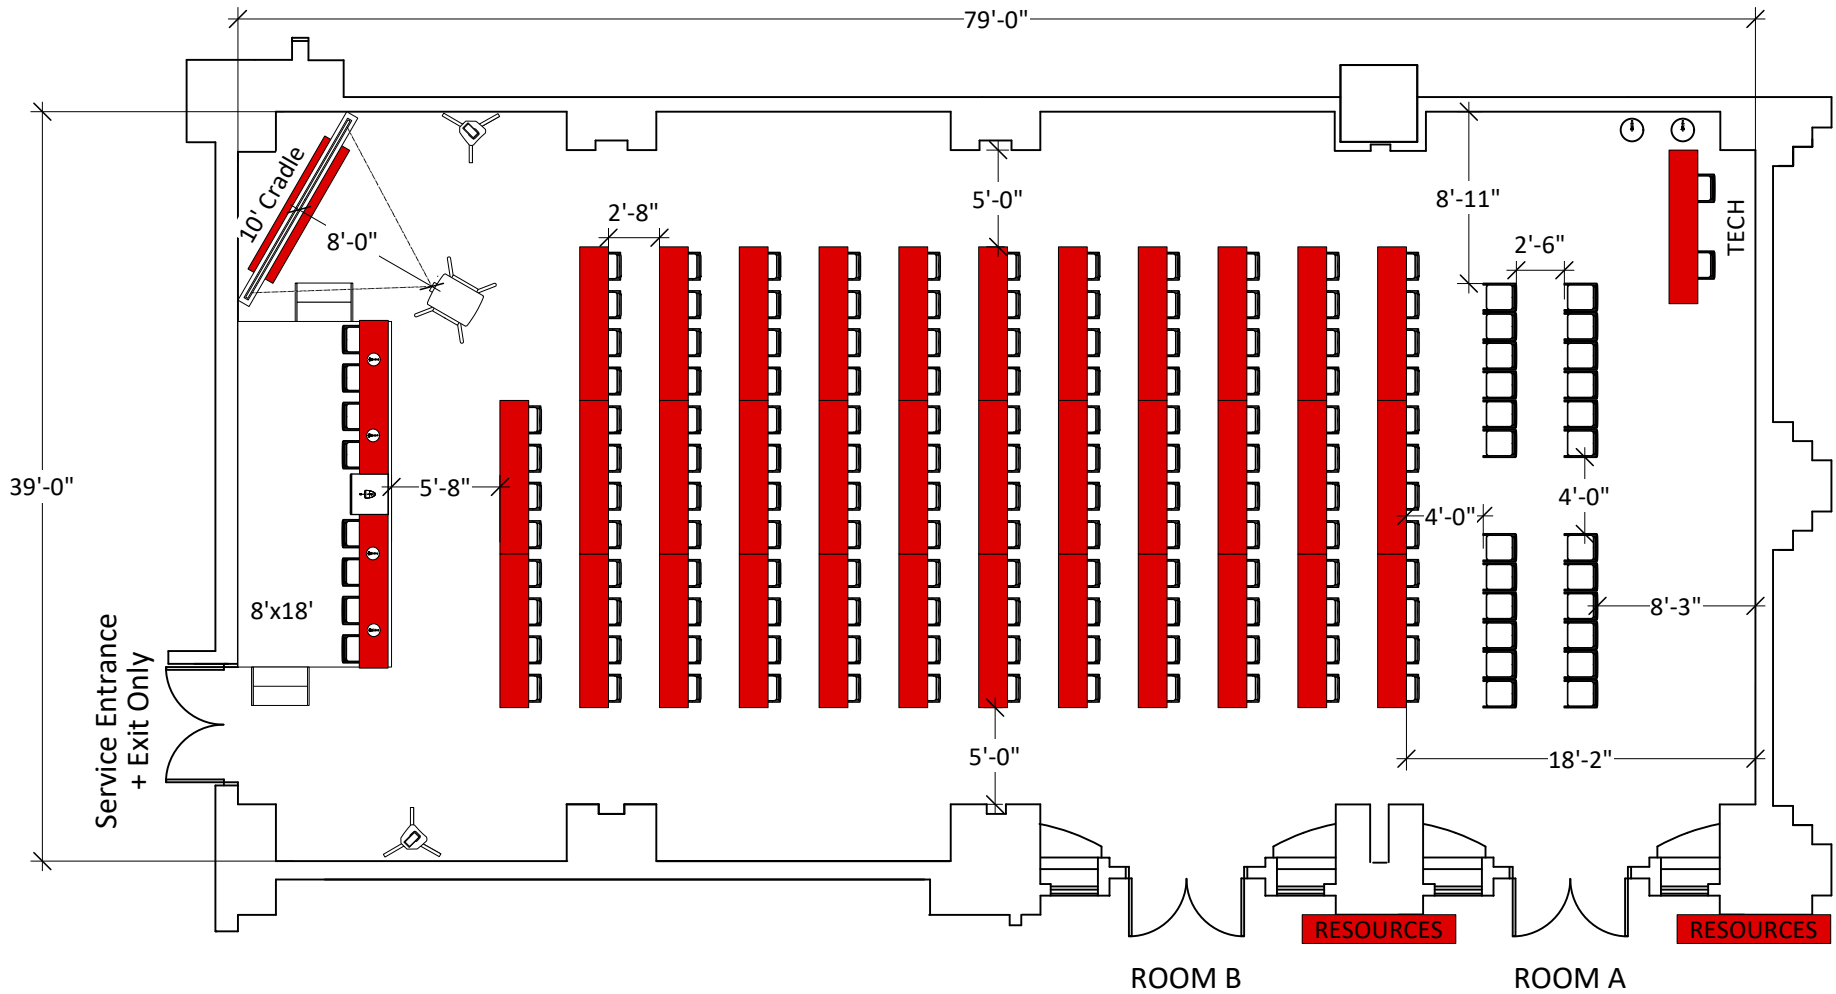 79'-0"
10' Cradle
8'-0"
2'-8"
5'-0"
8'-11"
2'-6"
TECH
39'-0"
5'-8"
4'-0"
4'-0"
8'x18'
8'-3"
Service Entrance
+ Exit Only
5'-0"
18'-2"
RESOURCES
RESOURCES
ROOM B
ROOM A